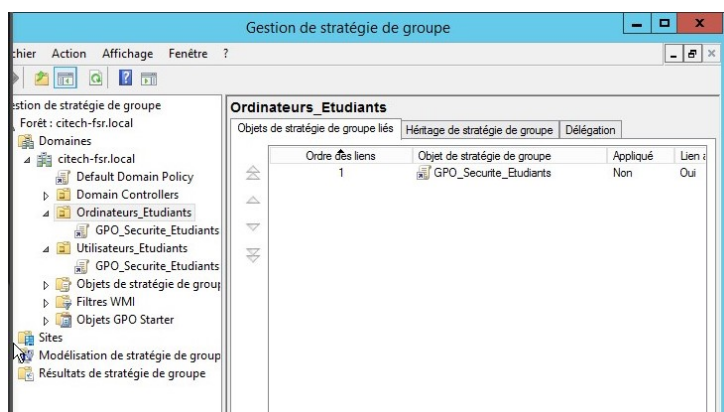 Gestion de stratégie de groupe
chier Action Affichage Fenêtre ?
estion de stratégie de groupe
Forêt : citech-fsr.local
Domaines
citech-fsr.local
Default Domain Policy
Domain Controllers
Ordinateurs_Etudiants
GPO_Securite_Etudiants
Utilisateurs_Etudiants
GPO_Securite_Etudiants
Objets de stratégie de group
Filtres WMI
Objets GPO Starter
Sites
Modélisation de stratégie de group
Résultats de stratégie de groupe
Ordinateurs_Etudiants
Objets de stratégie de groupe liés Héritage de stratégie de groupe Délégation
Ordre des liens Objet de stratégie de groupe Appliqué Lien a
1 GPO_Securite_Etudiants Non Oui